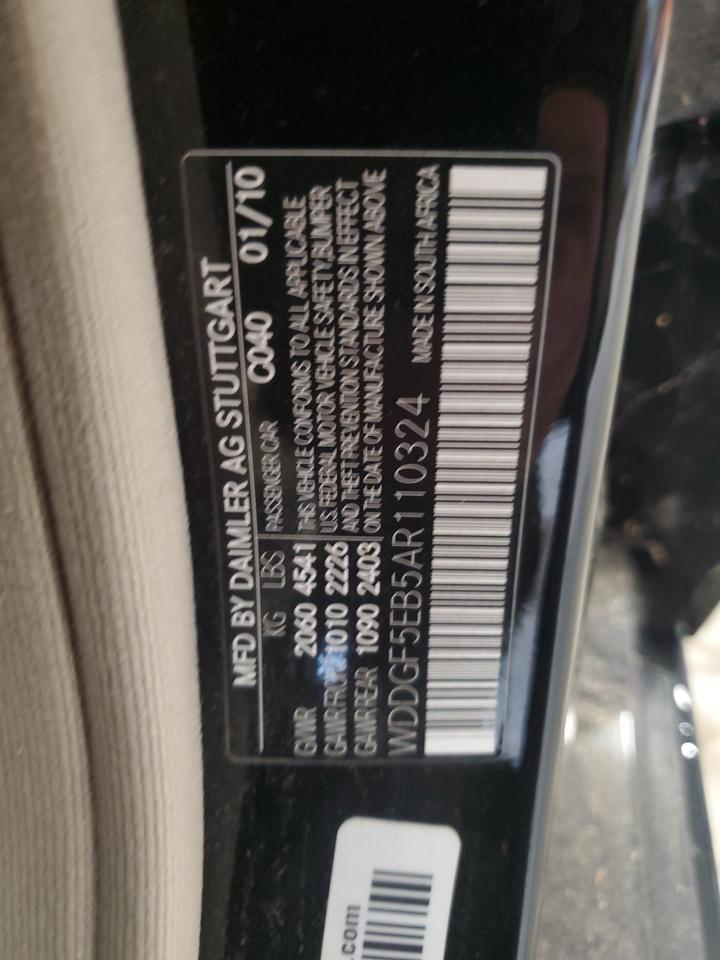 MFD BY DAIMLER AG STUTTGART
KG LBS PASSENGER CAR C040 01/10
GVWR 2060 4541 THIS VEHICLE CONFORMS TO ALL APPLICABLE
GAWR FRONT 1010 2226 U.S. FEDERAL MOTOR VEHICLE SAFETY,BUMPER
GAWR REAR 1090 2403 AND THEFT PREVENTION STANDARDS IN EFFECT
ON THE DATE OF MANUFACTURE SHOWN ABOVE
WDDGF5EB5AR110324 MADE IN SOUTH AFRICA
.com